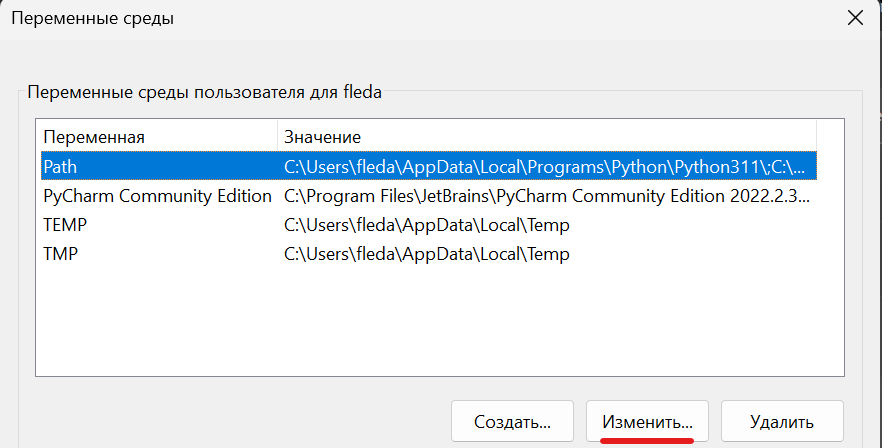 Переменные среды
Переменные среды пользователя для fleda
Переменная Значение
Path C:\Users\fleda\AppData\Local\Programs\Python\Python311\;C:\...
PyCharm Community Edition C:\Program Files\JetBrains\PyCharm Community Edition 2022.2.3...
TEMP C:\Users\fleda\AppData\Local\Temp
TMP C:\Users\fleda\AppData\Local\Temp
Создать... Изменить... Удалить